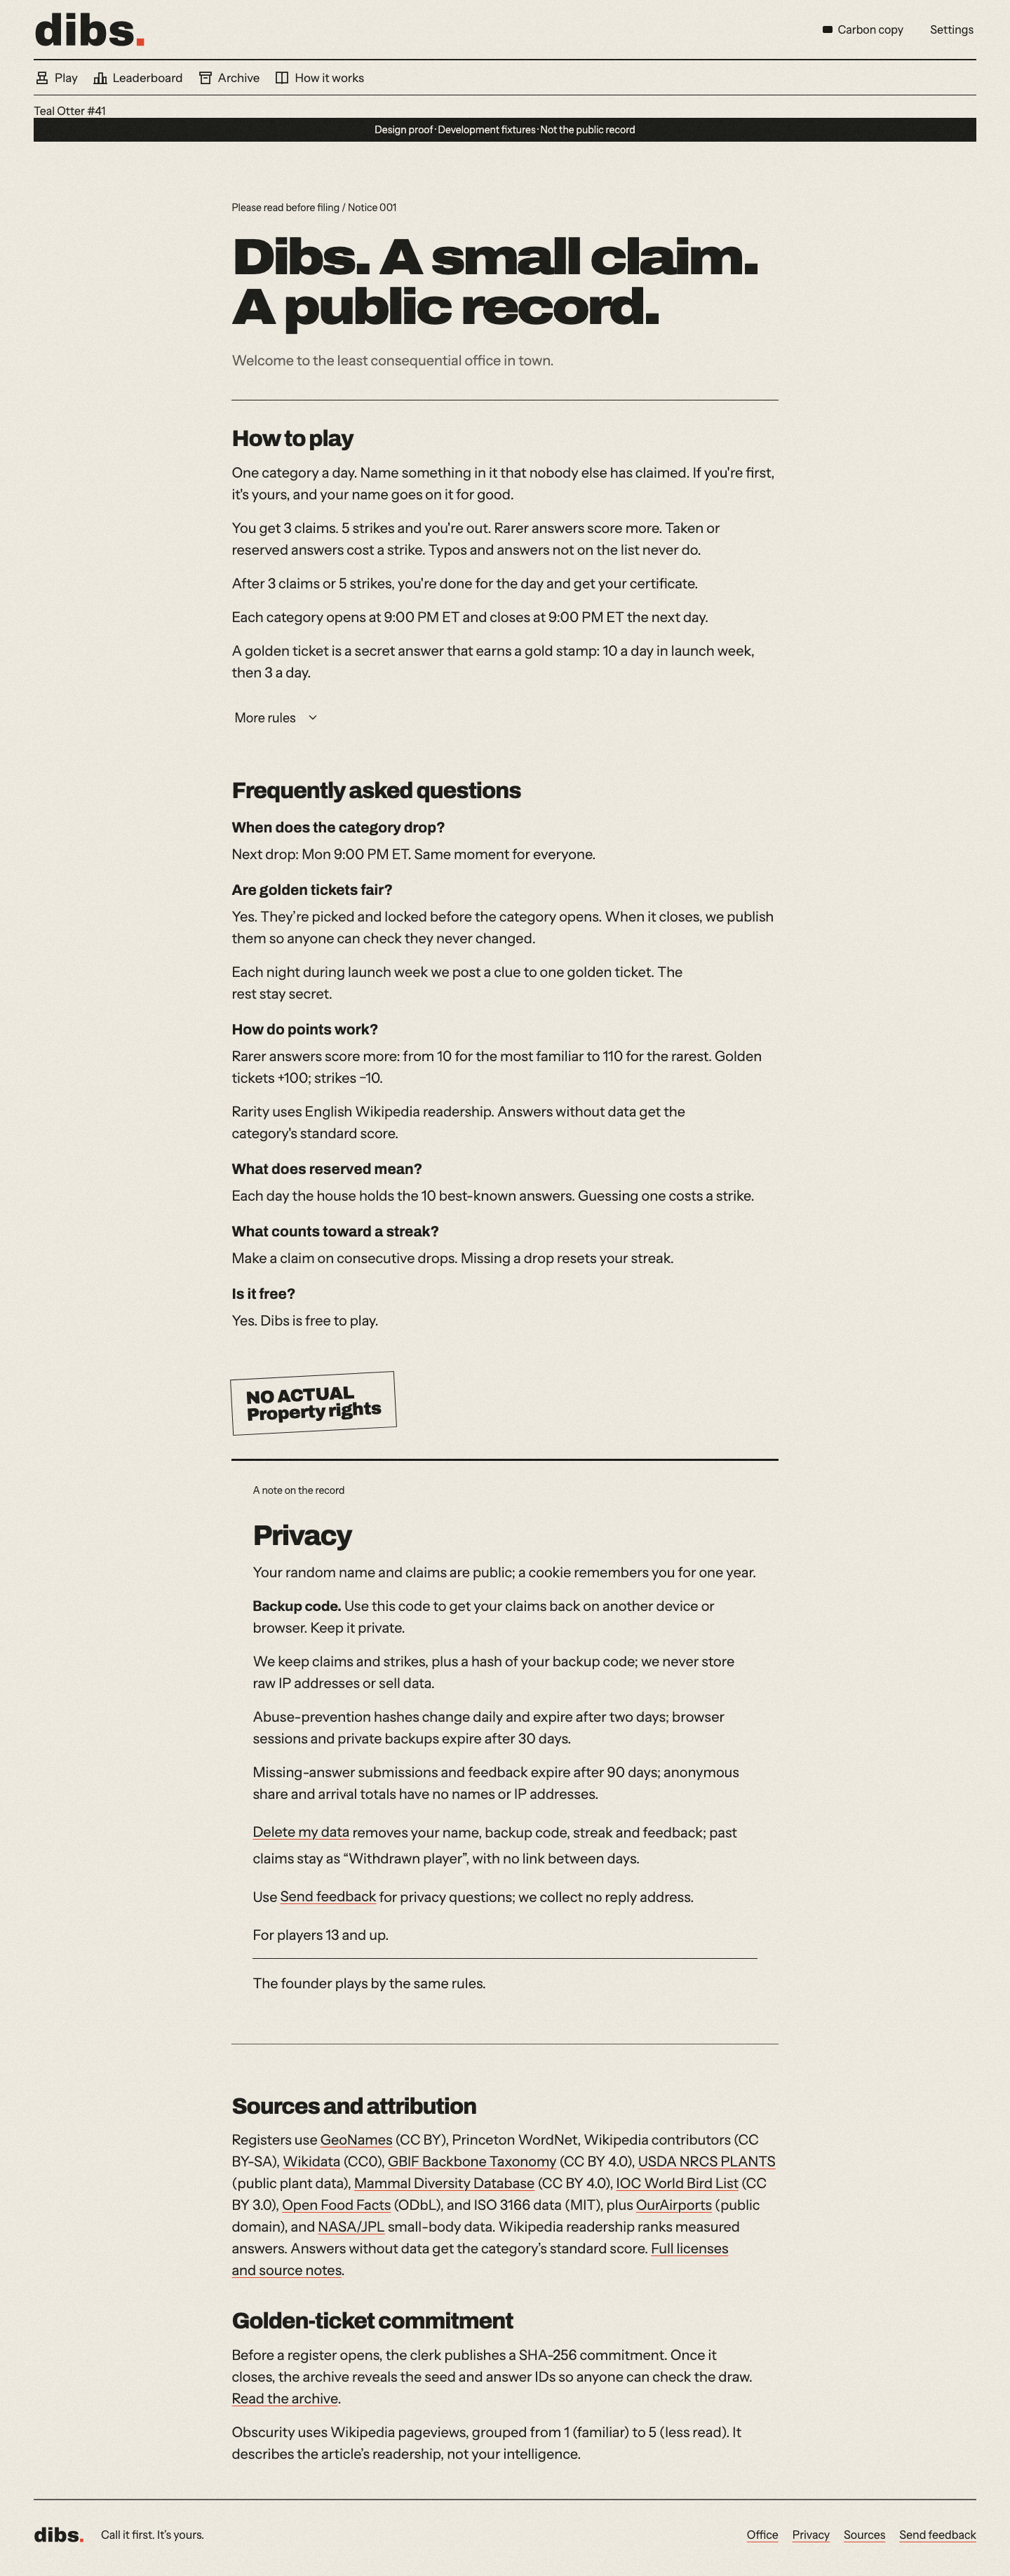 dibs.
Carbon copy
Settings
Play
Leaderboard
Archive
How it works
Teal Otter #41
Design proof · Development fixtures · Not the public record
Please read before filing / Notice 001
Dibs. A small claim.
A public record.
Welcome to the least consequential office in town.
How to play
One category a day. Name something in it that nobody else has claimed. If you're first,
it's yours, and your name goes on it for good.
You get 3 claims. 5 strikes and you're out. Rarer answers score more. Taken or
reserved answers cost a strike. Typos and answers not on the list never do.
After 3 claims or 5 strikes, you're done for the day and get your certificate.
Each category opens at 9:00 PM ET and closes at 9:00 PM ET the next day.
A golden ticket is a secret answer that earns a gold stamp: 10 a day in launch week,
then 3 a day.
More rules
Frequently asked questions
When does the category drop?
Next drop: Mon 9:00 PM ET. Same moment for everyone.
Are golden tickets fair?
Yes. They’re picked and locked before the category opens. When it closes, we publish
them so anyone can check they never changed.
Each night during launch week we post a clue to one golden ticket. The
rest stay secret.
How do points work?
Rarer answers score more: from 10 for the most familiar to 110 for the rarest. Golden
tickets +100; strikes −10.
Rarity uses English Wikipedia readership. Answers without data get the
category's standard score.
What does reserved mean?
Each day the house holds the 10 best-known answers. Guessing one costs a strike.
What counts toward a streak?
Make a claim on consecutive drops. Missing a drop resets your streak.
Is it free?
Yes. Dibs is free to play.
NO ACTUAL
Property rights
A note on the record
Privacy
Your random name and claims are public; a cookie remembers you for one year.
Backup code. Use this code to get your claims back on another device or
browser. Keep it private.
We keep claims and strikes, plus a hash of your backup code; we never store
raw IP addresses or sell data.
Abuse-prevention hashes change daily and expire after two days; browser
sessions and private backups expire after 30 days.
Missing-answer submissions and feedback expire after 90 days; anonymous
share and arrival totals have no names or IP addresses.
Delete my data removes your name, backup code, streak and feedback; past
claims stay as “Withdrawn player”, with no link between days.
Use Send feedback for privacy questions; we collect no reply address.
For players 13 and up.
The founder plays by the same rules.
Sources and attribution
Registers use GeoNames (CC BY), Princeton WordNet, Wikipedia contributors (CC
BY-SA), Wikidata (CC0), GBIF Backbone Taxonomy (CC BY 4.0), USDA NRCS PLANTS
(public plant data), Mammal Diversity Database (CC BY 4.0), IOC World Bird List (CC
BY 3.0), Open Food Facts (ODbL), and ISO 3166 data (MIT), plus OurAirports (public
domain), and NASA/JPL small-body data. Wikipedia readership ranks measured
answers. Answers without data get the category’s standard score. Full licenses
and source notes.
Golden-ticket commitment
Before a register opens, the clerk publishes a SHA-256 commitment. Once it
closes, the archive reveals the seed and answer IDs so anyone can check the draw.
Read the archive.
Obscurity uses Wikipedia pageviews, grouped from 1 (familiar) to 5 (less read). It
describes the article’s readership, not your intelligence.
dibs.
Call it first. It’s yours.
Office
Privacy
Sources
Send feedback